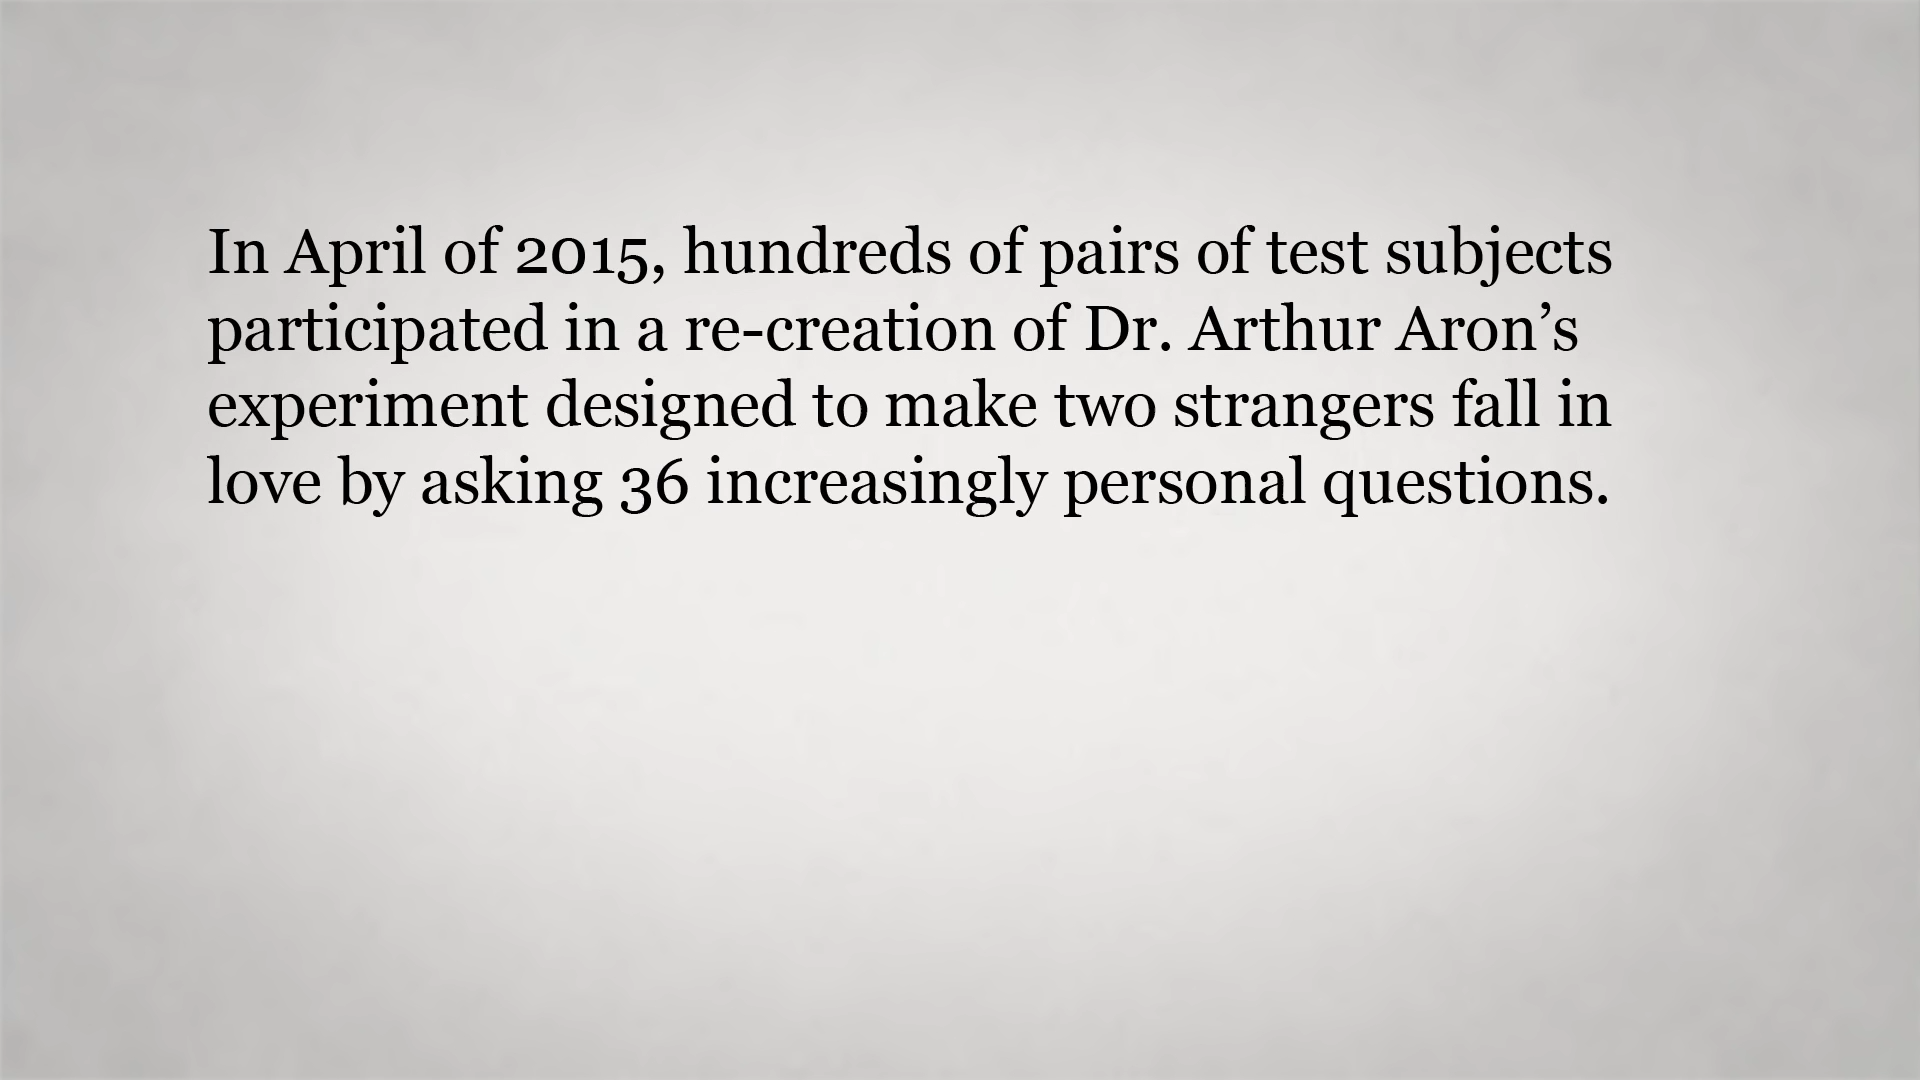 In April of 2015, hundreds of pairs of test subjects
participated in a re-creation of Dr. Arthur Aron’s
experiment designed to make two strangers fall in
love by asking 36 increasingly personal questions.